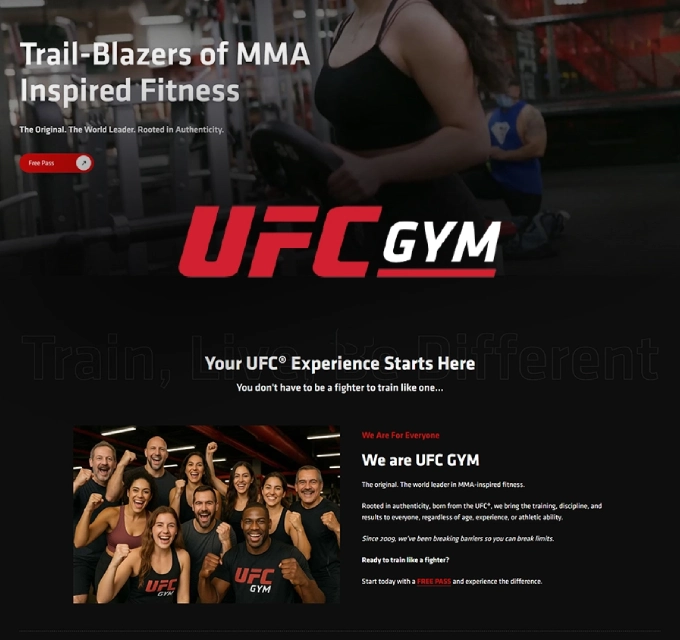 Trail-Blazers of MMA
Inspired Fitness
The Original. The World Leader. Rooted in Authenticity.
Free Pass
UFC GYM
Train, Live, Be Different
Your UFC® Experience Starts Here
You don't have to be a fighter to train like one...
We Are For Everyone
We are UFC GYM
The original. The world leader in MMA-inspired fitness.
Rooted in authenticity, born from the UFC®, we bring the training, discipline, and
results to everyone, regardless of age, experience, or athletic ability.
Since 2009, we've been breaking barriers so you can break limits.
Ready to train like a fighter?
Start today with a FREE PASS and experience the difference.
UFC
GYM
UFC
GYM